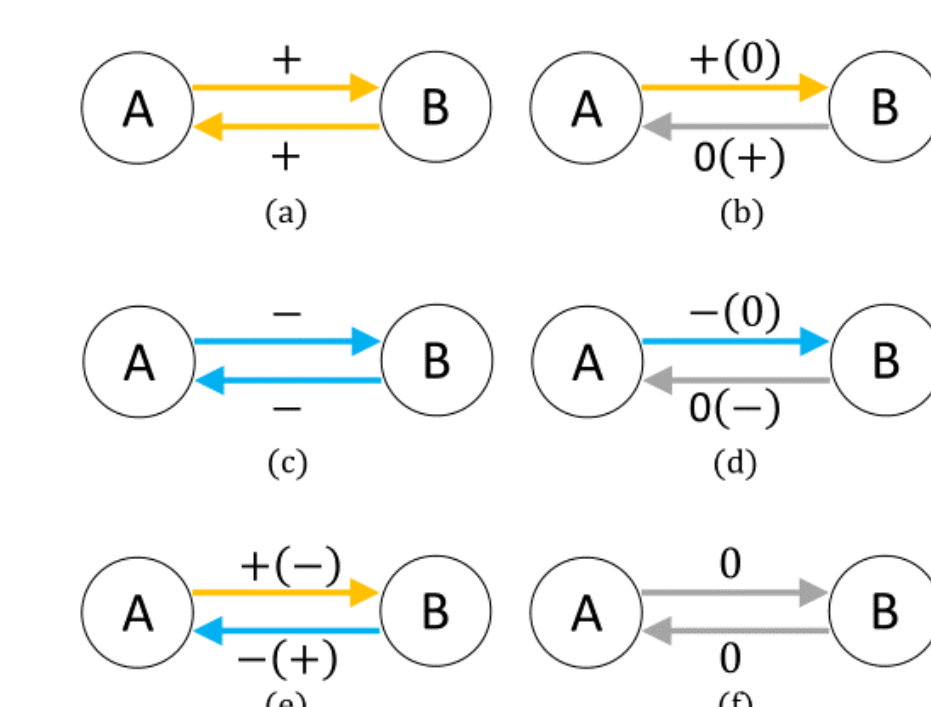 +
A B
+
(a)
+(0)
A B
0(+)
(b)
−
A B
−
(c)
−(0)
A B
0(−)
(d)
+(−)
A B
−(+)
(e)
0
A B
0
(f)